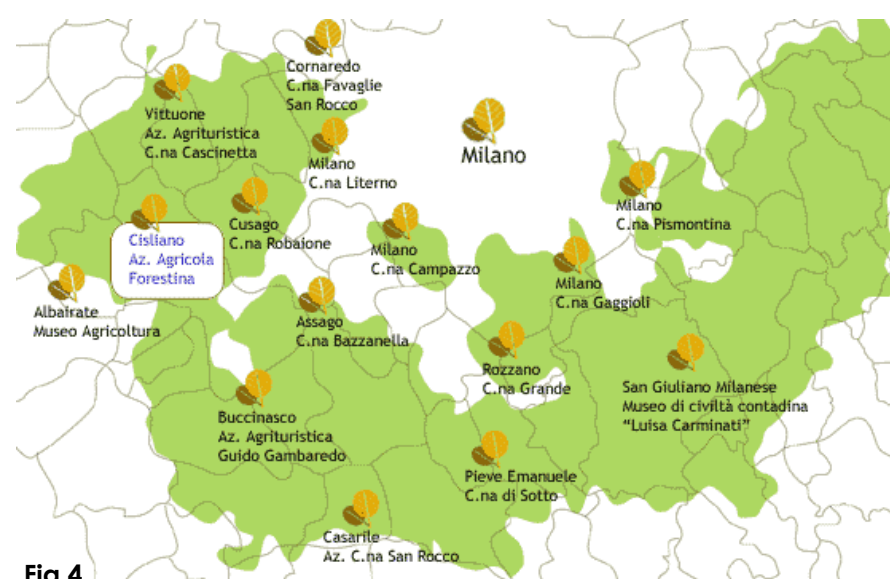 Cornaredo
C.na Favaglie
San Rocco
Vittuone
Az. Agrituristica
C.na Cascinetta
Milano
C.na Literno
Milano
Milano
C.na Pismontina
Cusago
C.na Robaione
Cisliano
Az. Agricola
Forestina
Milano
C.na Campazzo
Milano
C.na Gaggioli
Albairate
Museo Agricoltura
Assago
C.na Bazzanella
Rozzano
C.na Grande
San Giuliano Milanese
Museo di civiltà contadina
“Luisa Carminati”
Buccinasco
Az. Agrituristica
Guido Gambaredo
Pieve Emanuele
C.na di Sotto
Casarile
Az. C.na San Rocco
Fig 4